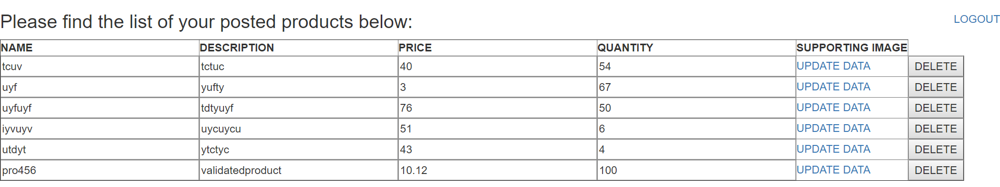 Please find the list of your posted products below:
LOGOUT
NAME DESCRIPTION PRICE QUANTITY SUPPORTING IMAGE
tcuv tctuc 40 54 UPDATE DATA DELETE
uyf yufty 3 67 UPDATE DATA DELETE
uyfuyf tdtyuyf 76 50 UPDATE DATA DELETE
iyvuyv uycuycu 51 6 UPDATE DATA DELETE
utdyt ytctyc 43 4 UPDATE DATA DELETE
pro456 validatedproduct 10.12 100 UPDATE DATA DELETE